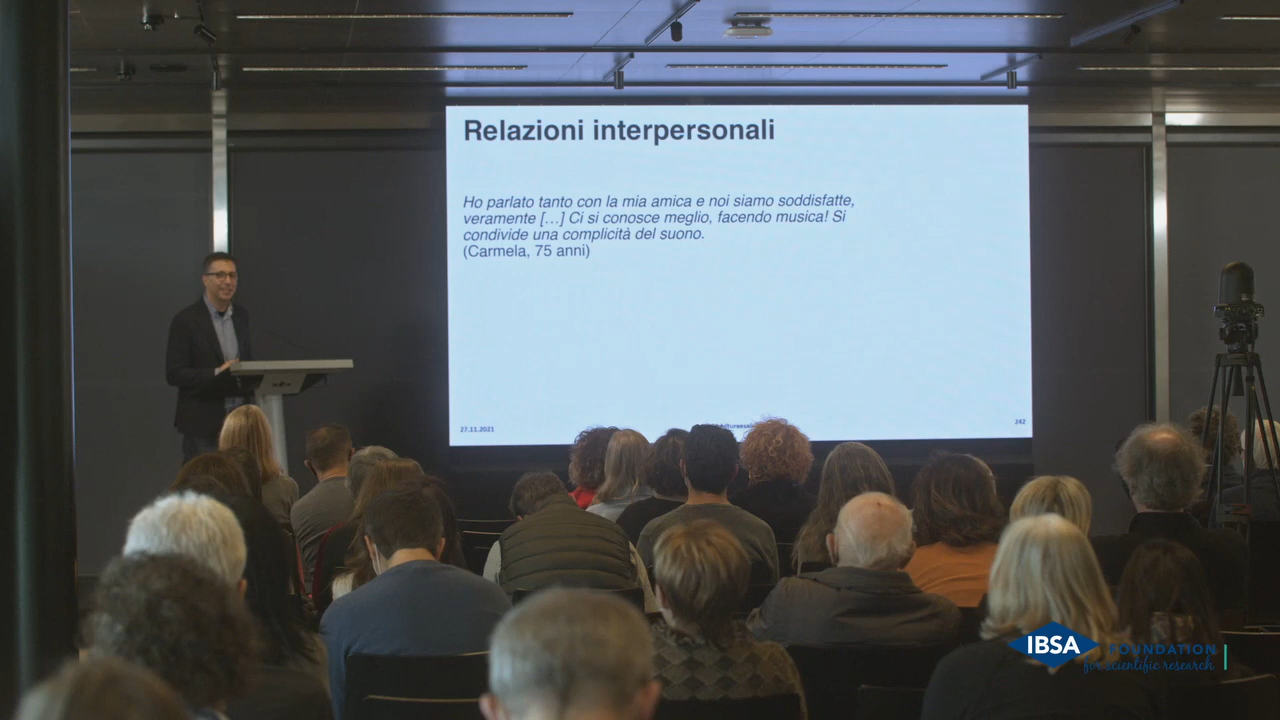 Relazioni interpersonali
Ho parlato tanto con la mia amica e noi siamo soddisfatte,
veramente […] Ci si conosce meglio, facendo musica! Si
condivide una complicità del suono.
(Carmela, 75 anni)
27.11.2021
242
IBSA FOUNDATION
for scientific research